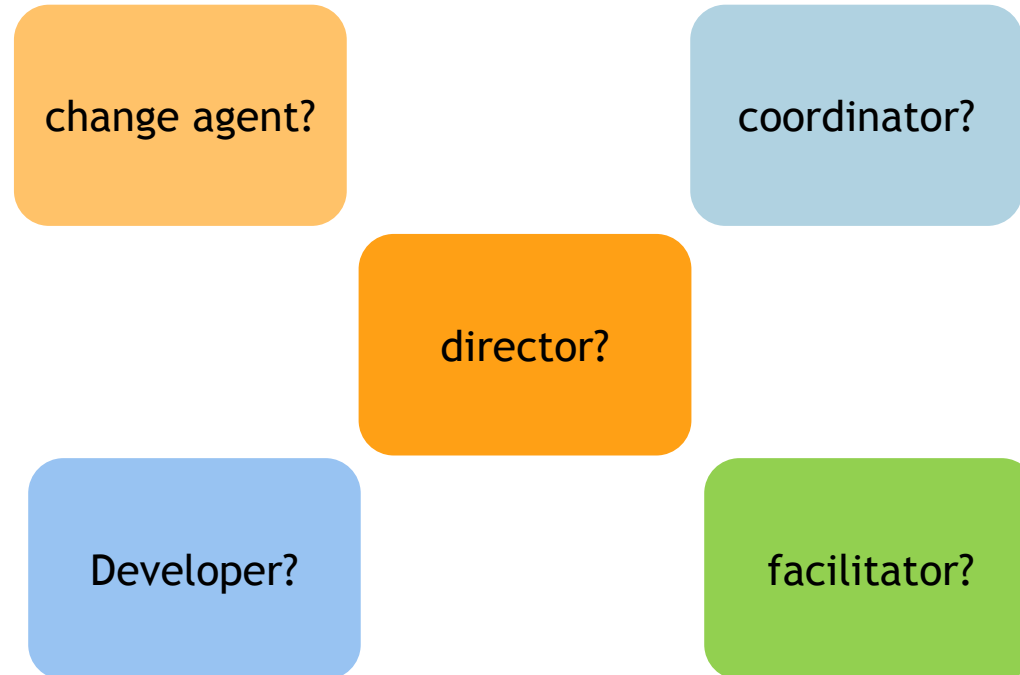 change agent?
coordinator?
director?
Developer?
facilitator?